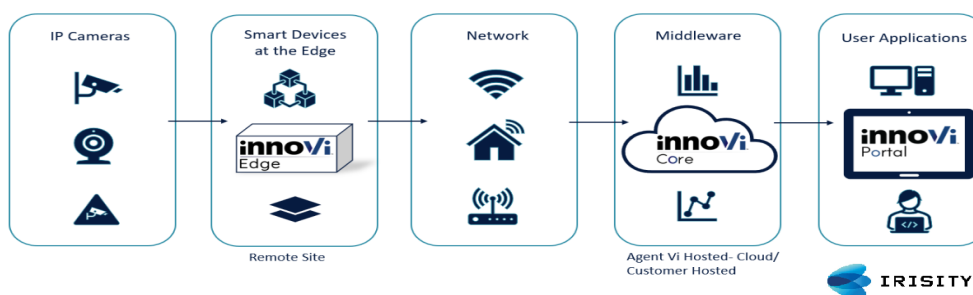 IP Cameras
Smart Devices
at the Edge
Network
Middleware
User Applications
innoVi
Edge
innoVi
Core
innoVi
Portal
</>
Remote Site
Agent Vi Hosted- Cloud/
Customer Hosted
IRISITY